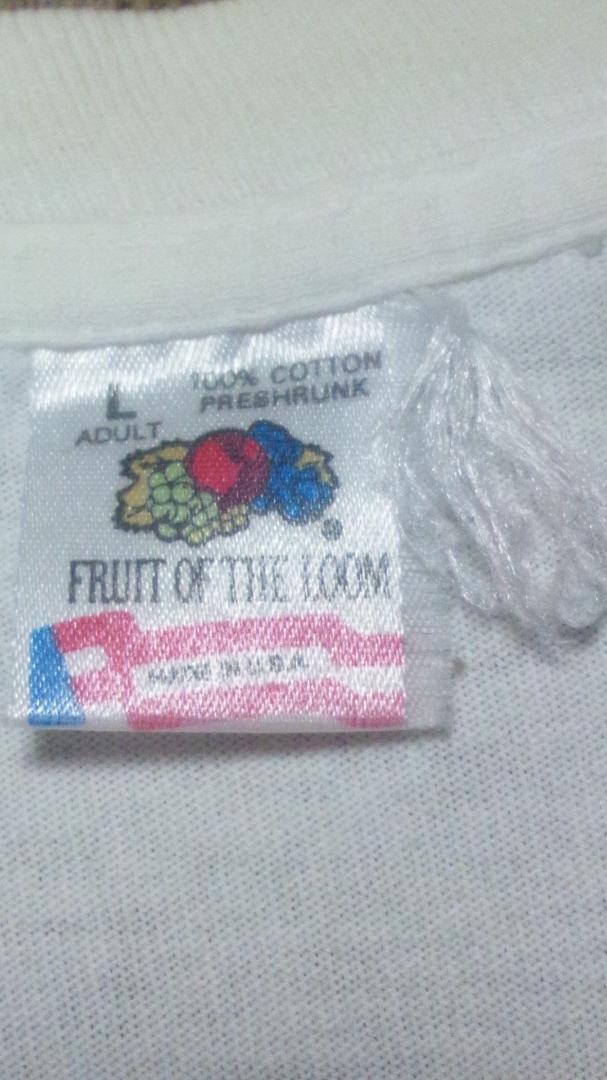 100% COTTON
PRESHRUNK
L
ADULT
®
FRUIT OF THE LOOM
MADE IN U.S.A.